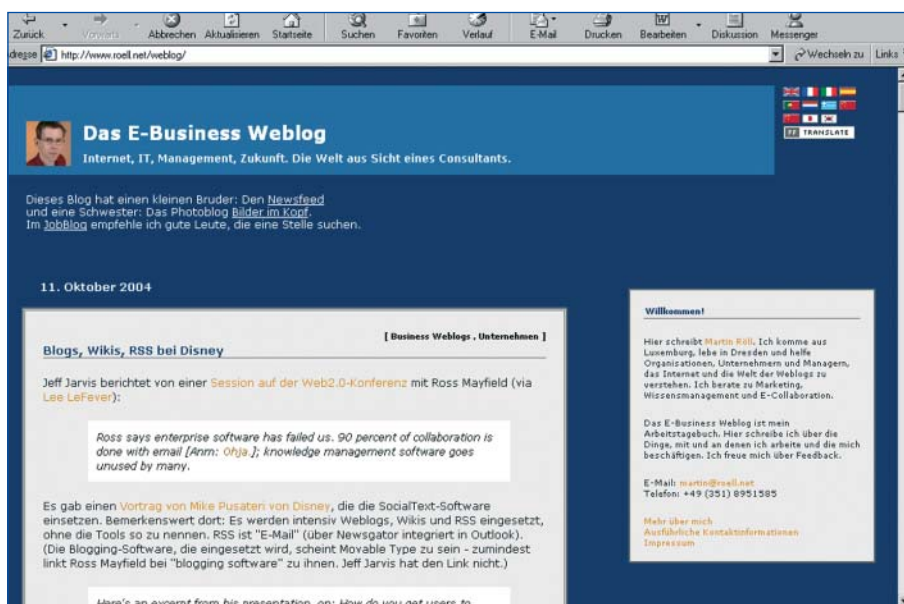 Zurück Vorwärts Abbrechen Aktualisieren Startseite Suchen Favoriten Verlauf E-Mail Drucken Bearbeiten Diskussion Messenger
dresse http://www.roell.net/weblog/ Wechseln zu Links
Das E-Business Weblog
Internet, IT, Management, Zukunft. Die Welt aus Sicht eines Consultants.
TRANSLATE
Dieses Blog hat einen kleinen Bruder: Den Newsfeed
und eine Schwester: Das Photoblog Bilder im Kopf.
Im JobBlog empfehle ich gute Leute, die eine Stelle suchen.
11. Oktober 2004
[ Business Weblogs , Unternehmen ]
Blogs, Wikis, RSS bei Disney
Jeff Jarvis berichtet von einer Session auf der Web2.0-Konferenz mit Ross Mayfield (via
Lee LeFever):
Ross says enterprise software has failed us. 90 percent of collaboration is
done with email [Anm: Ohja.]; knowledge management software goes
unused by many.
Es gab einen Vortrag von Mike Pusateri von Disney, die die SocialText-Software
einsetzen. Bemerkenswert dort: Es werden intensiv Weblogs, Wikis und RSS eingesetzt,
ohne die Tools so zu nennen. RSS ist "E-Mail" (über Newsgator integriert in Outlook).
(Die Blogging-Software, die eingesetzt wird, scheint Movable Type zu sein - zumindest
linkt Ross Mayfield bei "blogging software" zu ihnen. Jeff Jarvis hat den Link nicht.)
Here's an excerpt from his presentation, on: How do you get users to
Willkommen!
Hier schreibt Martin Röll. Ich komme aus
Luxemburg, lebe in Dresden und helfe
Organisationen, Unternehmern und Managern,
das Internet und die Welt der Weblogs zu
verstehen. Ich berate zu Marketing,
Wissensmanagement und E-Collaboration.
Das E-Business Weblog ist mein
Arbeitstagebuch. Hier schreibe ich über die
Dinge, mit und an denen ich arbeite und die mich
beschäftigen. Ich freue mich über Feedback.
E-Mail: martin@roell.net
Telefon: +49 (351) 8951585
Mehr über mich
Ausführliche Kontaktinformationen
Impressum